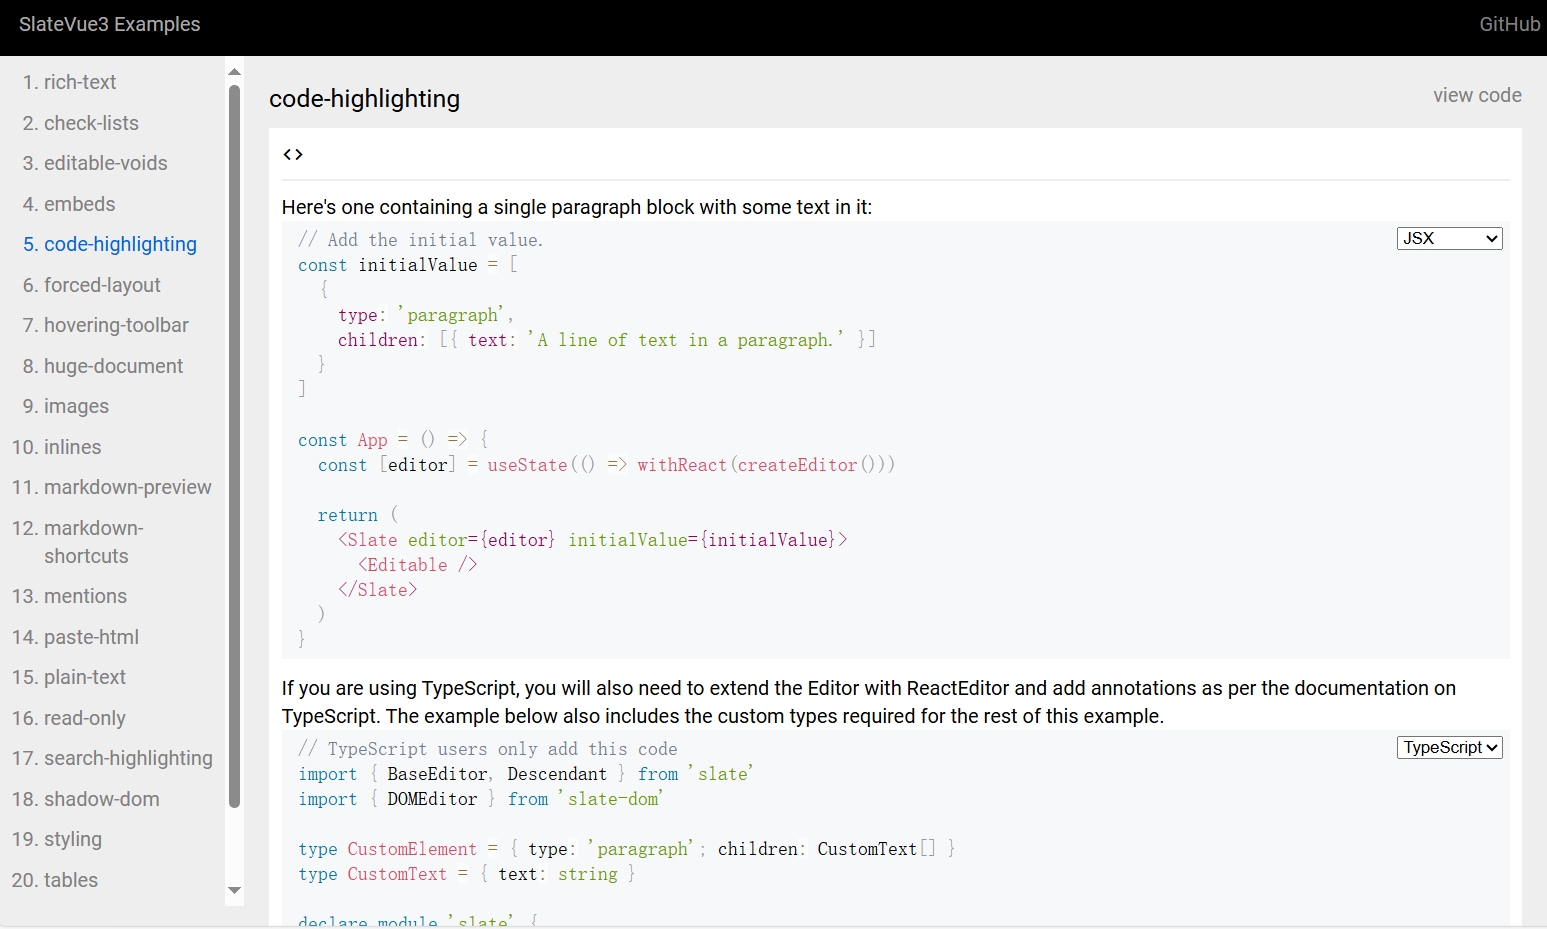 SlateVue3 Examples
GitHub
1. rich-text
2. check-lists
3. editable-voids
4. embeds
5. code-highlighting
6. forced-layout
7. hovering-toolbar
8. huge-document
9. images
10. inlines
11. markdown-preview
12. markdown-
shortcuts
13. mentions
14. paste-html
15. plain-text
16. read-only
17. search-highlighting
18. shadow-dom
19. styling
20. tables
code-highlighting
view code
<>
Here's one containing a single paragraph block with some text in it:
JSX
// Add the initial value.
const initialValue = [
  {
    type: 'paragraph',
    children: [{ text: 'A line of text in a paragraph.' }]
  }
]

const App = () => {
  const [editor] = useState(() => withReact(createEditor()))

  return (
    <Slate editor={editor} initialValue={initialValue}>
      <Editable />
    </Slate>
  )
}
If you are using TypeScript, you will also need to extend the Editor with ReactEditor and add annotations as per the documentation on
TypeScript. The example below also includes the custom types required for the rest of this example.
TypeScript
// TypeScript users only add this code
import { BaseEditor, Descendant } from 'slate'
import { DOMEditor } from 'slate-dom'

type CustomElement = { type: 'paragraph'; children: CustomText[] }
type CustomText = { text: string }

declare module 'slate' {